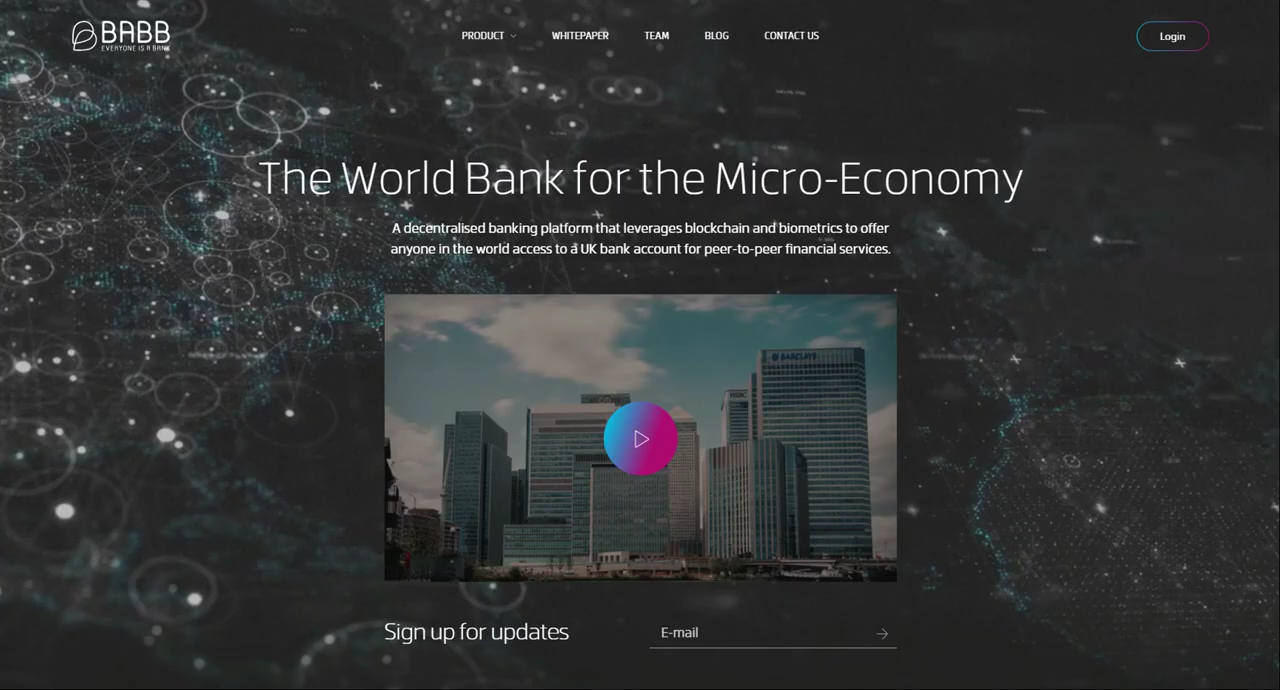 BABB
EVERYONE IS A BANK
PRODUCT
WHITEPAPER
TEAM
BLOG
CONTACT US
Login
The World Bank for the Micro-Economy
A decentralised banking platform that leverages blockchain and biometrics to offer
anyone in the world access to a UK bank account for peer-to-peer financial services.
BARCLAYS
HSBC
Sign up for updates
E-mail